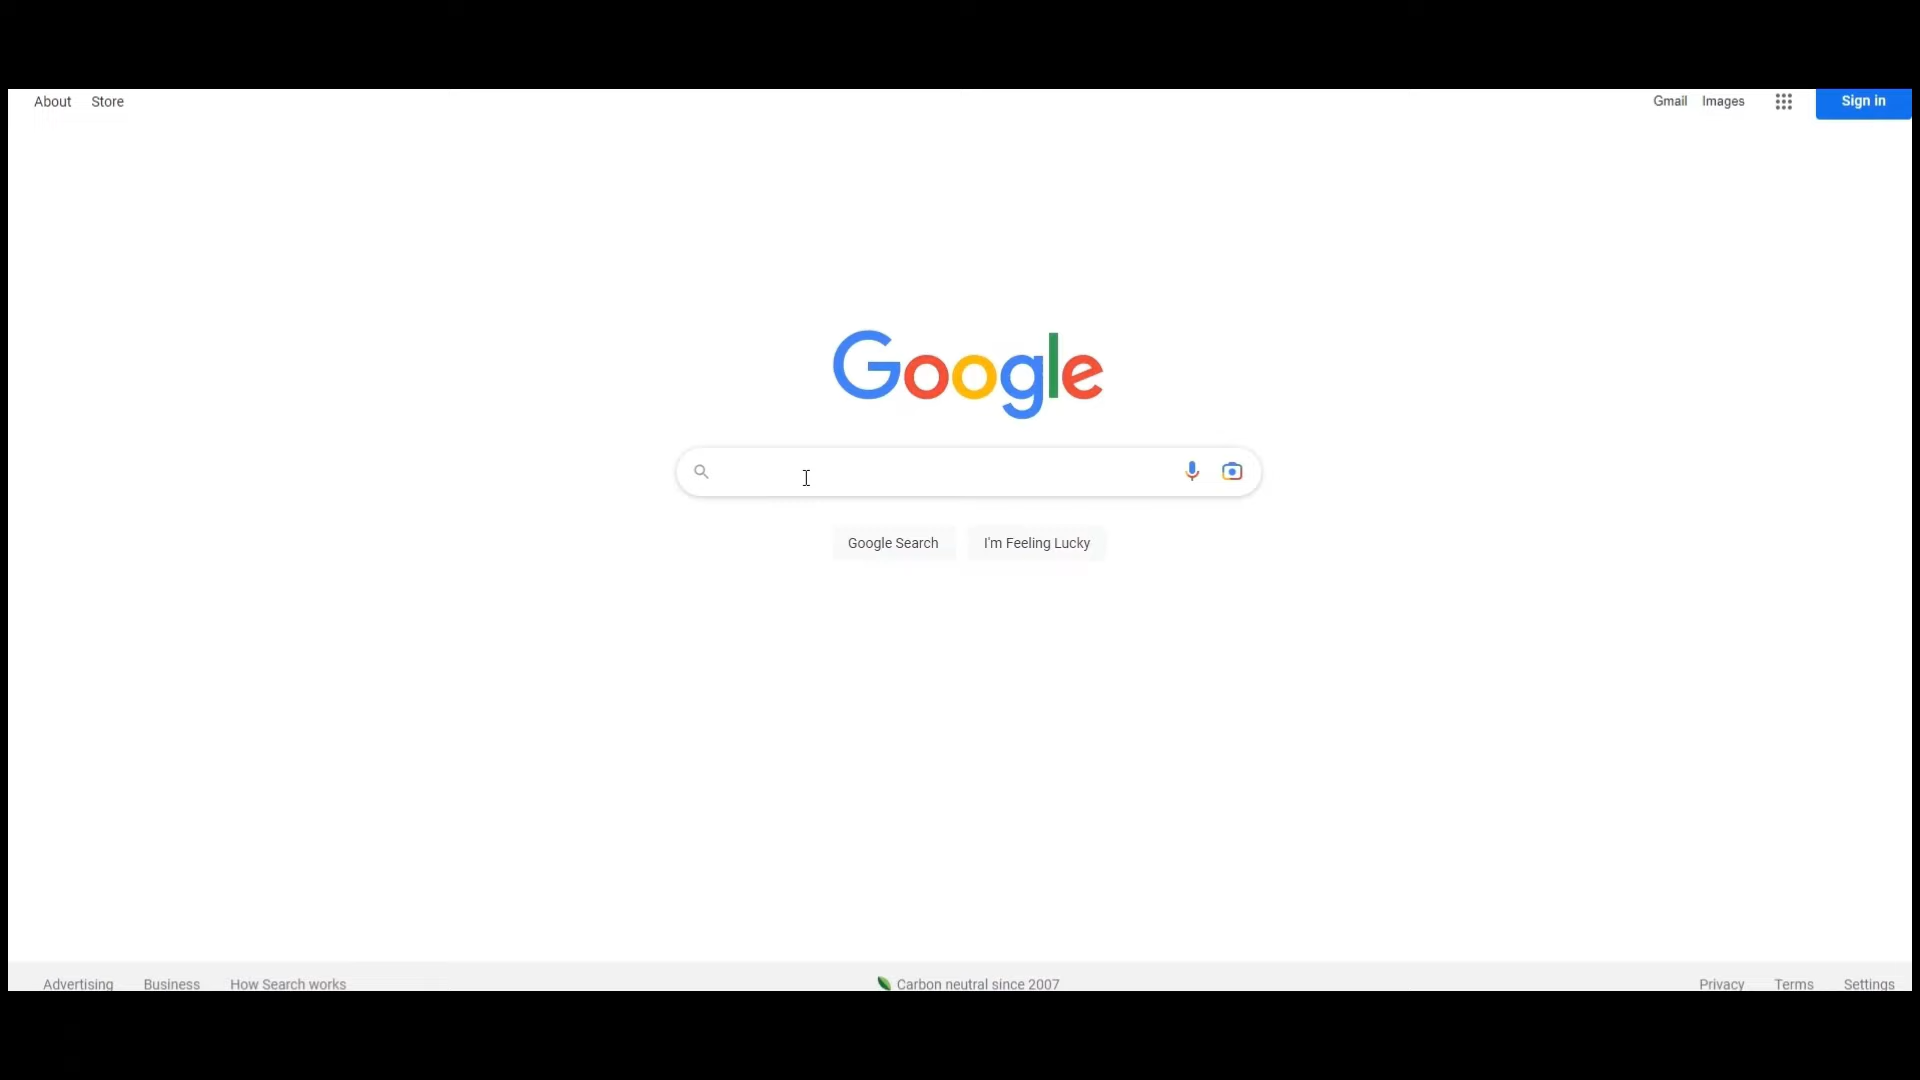 About Store Gmail Images Sign in
Google
Google Search I'm Feeling Lucky
Advertising Business How Search works Carbon neutral since 2007 Privacy Terms Settings